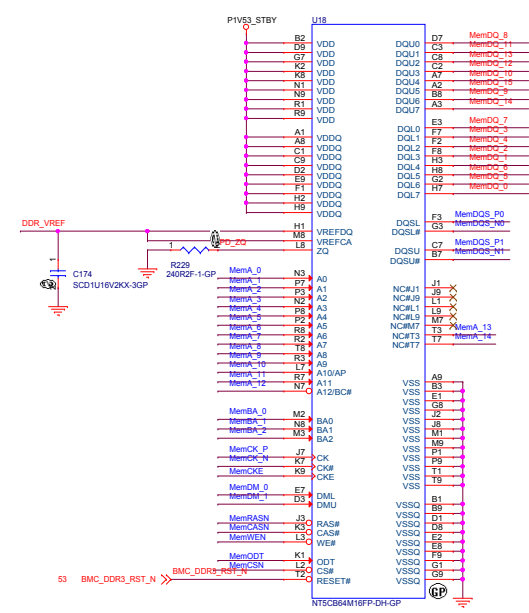 P1V53_STBY
U18
B2 VDD
D9 VDD
G7 VDD
K2 VDD
K8 VDD
N1 VDD
N9 VDD
R1 VDD
R9 VDD
A1 VDDQ
A8 VDDQ
C1 VDDQ
C9 VDDQ
D2 VDDQ
E9 VDDQ
F1 VDDQ
H2 VDDQ
H9 VDDQ
DDR_VREF
H1 VREFDQ
M8 VREFCA
PD_ZQ
1
L8 ZQ
R229
240R2F-1-GP
1
C174
SCD1U16V2KX-3GP
MemA_0 N3 A0
MemA_1 P7 A1
MemA_2 P3 A2
MemA_3 N2 A3
MemA_4 P8 A4
MemA_5 P2 A5
MemA_6 R8 A6
MemA_7 R2 A7
MemA_8 T8 A8
MemA_9 R3 A9
MemA_10 L7 A10/AP
MemA_11 R7 A11
MemA_12 N7 A12/BC#
MemBA_0 M2 BA0
MemBA_1 N8 BA1
MemBA_2 M3 BA2
MemCK_P J7 CK
MemCK_N K7 CK#
MemCKE K9 CKE
MemDM_0 E7 DML
MemDM_1 D3 DMU
MemRASN J3 RAS#
MemCASN K3 CAS#
MemWEN L3 WE#
MemODT K1 ODT
MemCSN L2 CS#
53 BMC_DDR3_RST_N BMC_DDR3_RST_N T2 RESET#
DQU0 D7 MemDQ_8
DQU1 C3 MemDQ_11
DQU2 C8 MemDQ_13
DQU3 C2 MemDQ_12
DQU4 A7 MemDQ_10
DQU5 A2 MemDQ_15
DQU6 B8 MemDQ_9
DQU7 A3 MemDQ_14
DQL0 E3 MemDQ_7
DQL1 F7 MemDQ_3
DQL2 F2 MemDQ_4
DQL3 F8 MemDQ_2
DQL4 H3 MemDQ_1
DQL5 H8 MemDQ_6
DQL6 G2 MemDQ_5
DQL7 H7 MemDQ_0
DQSL F3 MemDQS_P0
DQSL# G3 MemDQS_N0
DQSU C7 MemDQS_P1
DQSU# B7 MemDQS_N1
NC#J1 J1
NC#J9 J9
NC#L1 L1
NC#L9 L9
NC#M7 M7
NC#T3 T3 MemA_13
NC#T7 T7 MemA_14
VSS A9
VSS B3
VSS E1
VSS G8
VSS J2
VSS J8
VSS M1
VSS M9
VSS P1
VSS P9
VSS T1
VSS T9
VSSQ B1
VSSQ B9
VSSQ D1
VSSQ D8
VSSQ E2
VSSQ E8
VSSQ F9
VSSQ G1
VSSQ G9
GP
NT5CB64M16FP-DH-GP